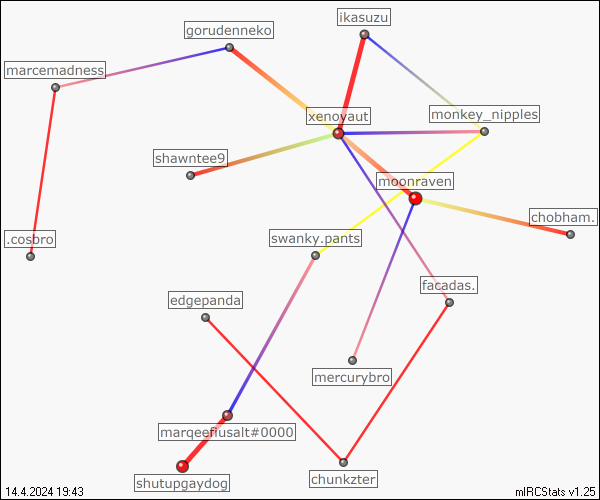 ikasuzu
gorudenneko
marcemadness
monkey_nipples
xenoyaut
shawntee9
moonraven
chobham.
.cosbro
swanky.pants
facadas.
edgepanda
mercurybro
marqeefiusalt#0000
shutupgaydog
chunkzter
14.4.2024 19:43
mIRCStats v1.25